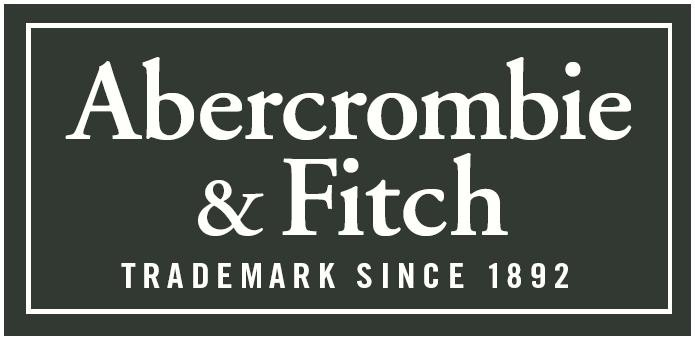 Abercrombie
& Fitch
TRADEMARK SINCE 1892